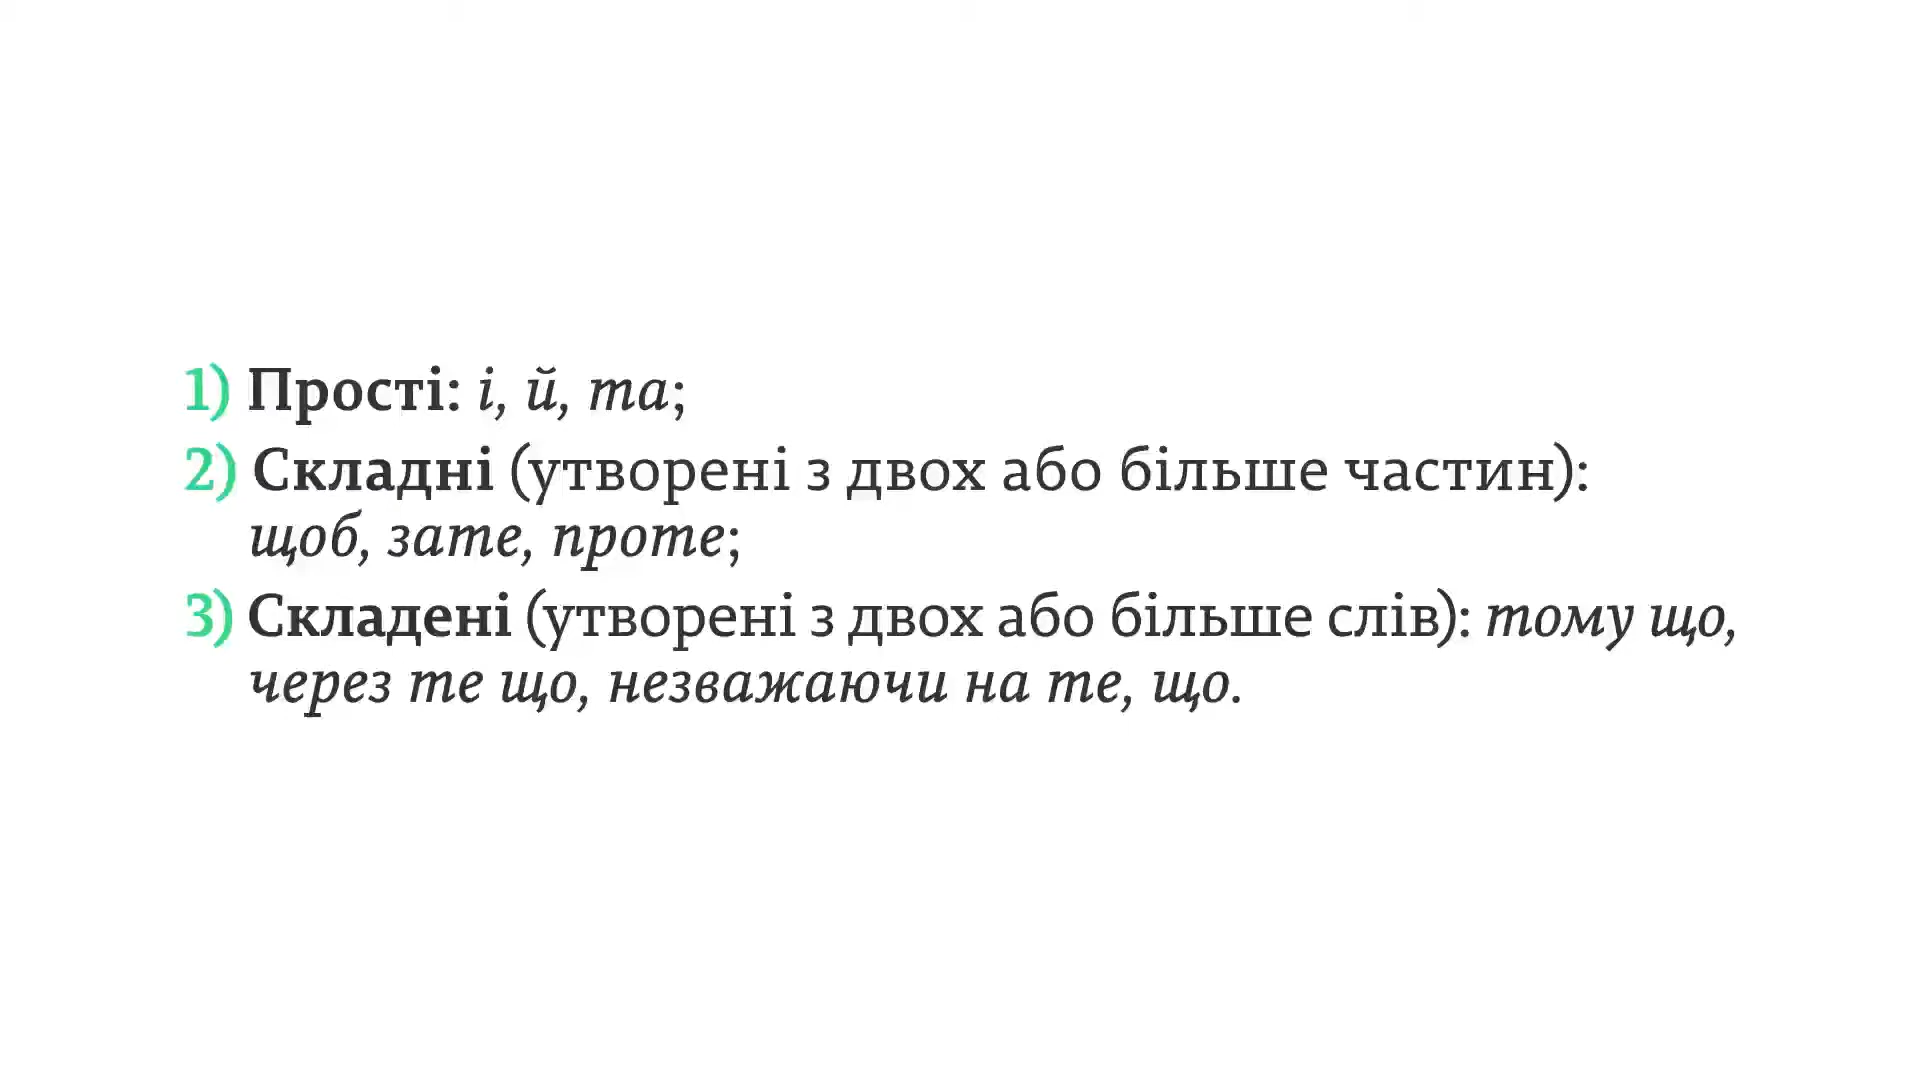 1) Прості: і, й, та;
2) Складні (утворені з двох або більше частин):
щоб, зате, проте;
3) Складені (утворені з двох або більше слів): тому що,
через те що, незважаючи на те, що.